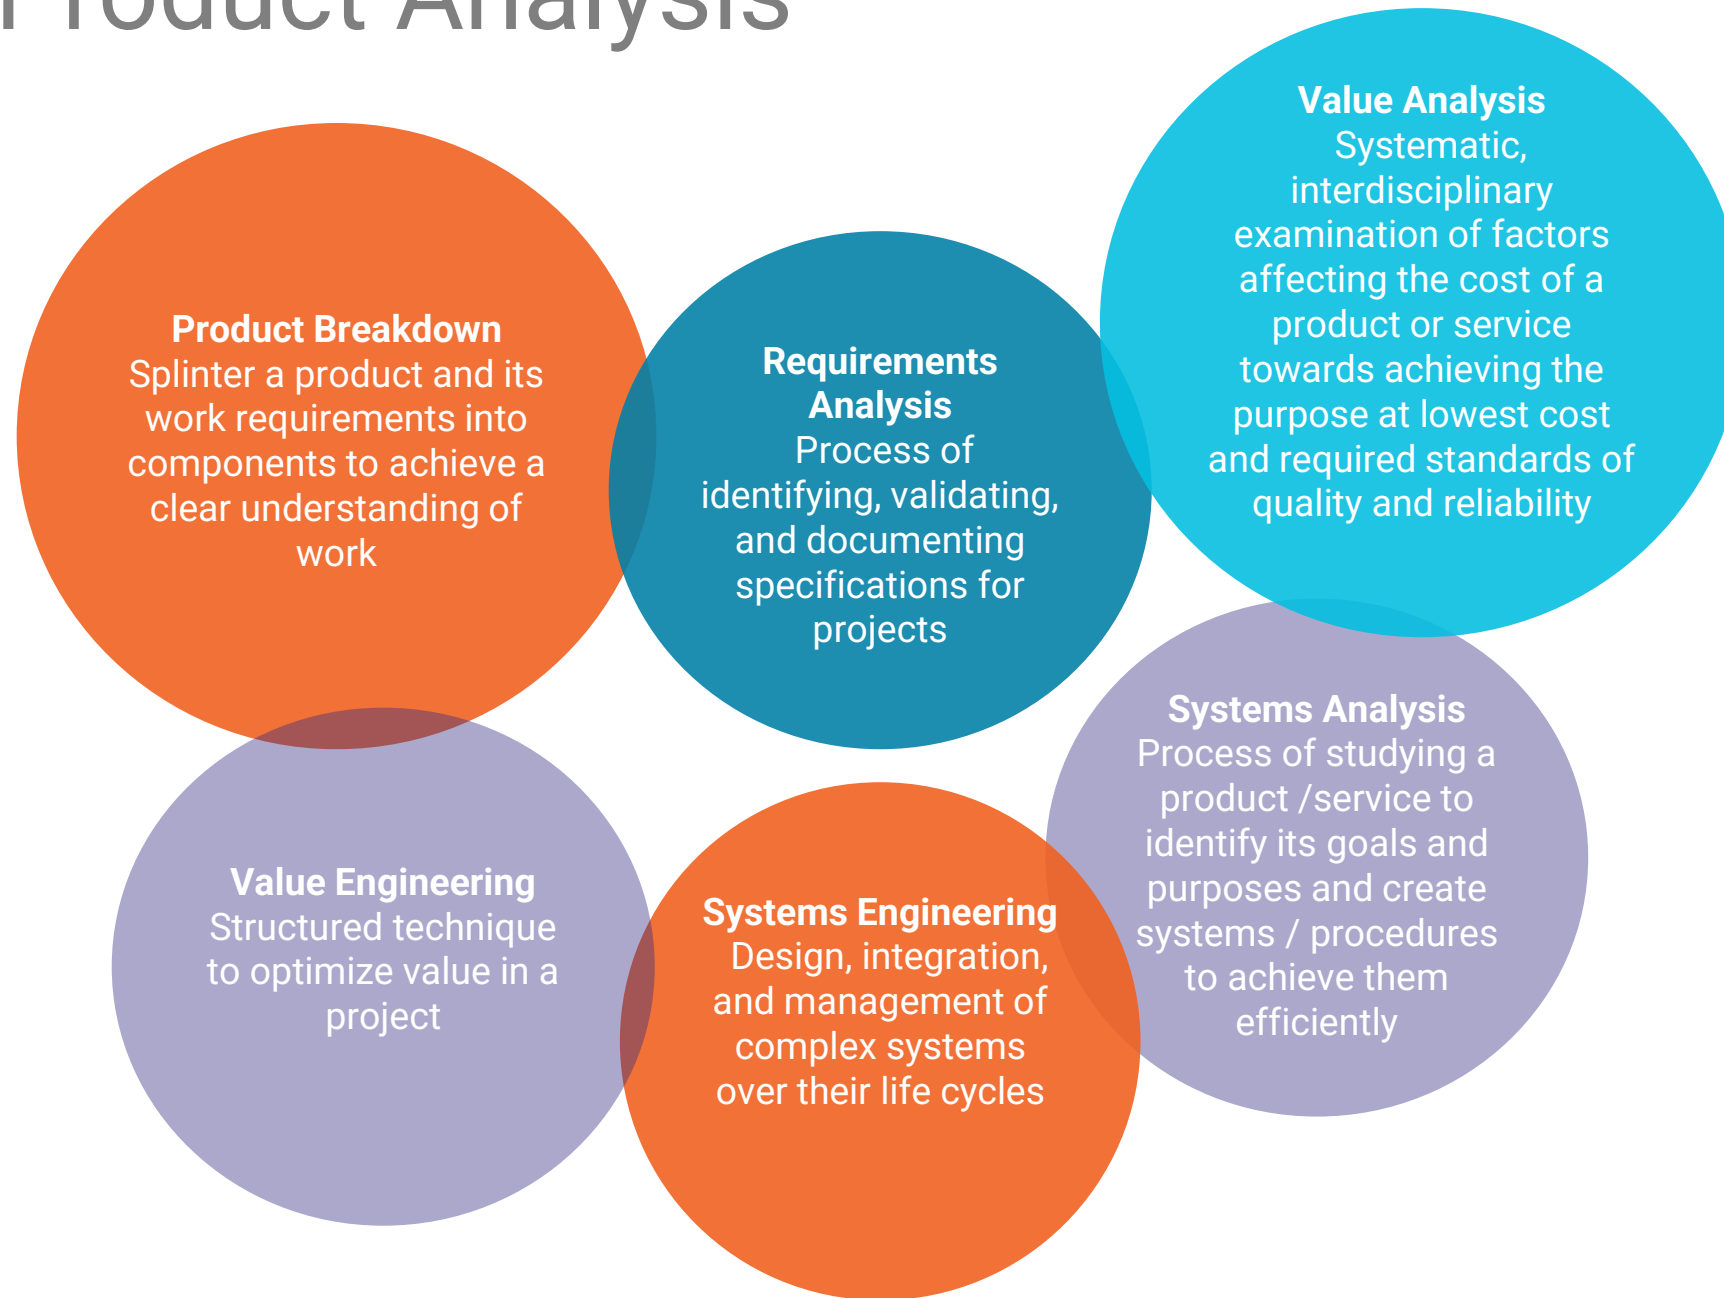 Product Analysis
Product Breakdown
Splinter a product and its
work requirements into
components to achieve a
clear understanding of
work
Requirements
Analysis
Process of
identifying, validating,
and documenting
specifications for
projects
Value Analysis
Systematic,
interdisciplinary
examination of factors
affecting the cost of a
product or service
towards achieving the
purpose at lowest cost
and required standards of
quality and reliability
Value Engineering
Structured technique
to optimize value in a
project
Systems Engineering
Design, integration,
and management of
complex systems
over their life cycles
Systems Analysis
Process of studying a
product /service to
identify its goals and
purposes and create
systems / procedures
to achieve them
efficiently